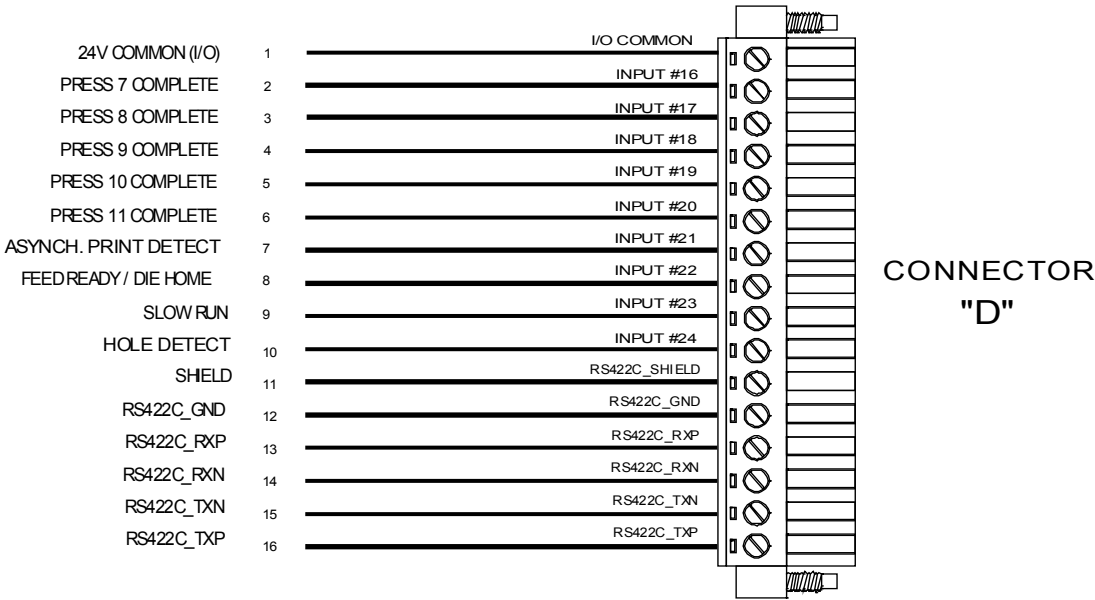 24V COMMON (I/O) 1 I/O COMMON
PRESS 7 COMPLETE 2 INPUT #16
PRESS 8 COMPLETE 3 INPUT #17
PRESS 9 COMPLETE 4 INPUT #18
PRESS 10 COMPLETE 5 INPUT #19
PRESS 11 COMPLETE 6 INPUT #20
ASYNCH. PRINT DETECT 7 INPUT #21
FEED READY / DIE HOME 8 INPUT #22
SLOW RUN 9 INPUT #23
HOLE DETECT 10 INPUT #24
SHIELD 11 RS422C_SHIELD
RS422C_GND 12 RS422C_GND
RS422C_RXP 13 RS422C_RXP
RS422C_RXN 14 RS422C_RXN
RS422C_TXN 15 RS422C_TXN
RS422C_TXP 16 RS422C_TXP
CONNECTOR
"D"